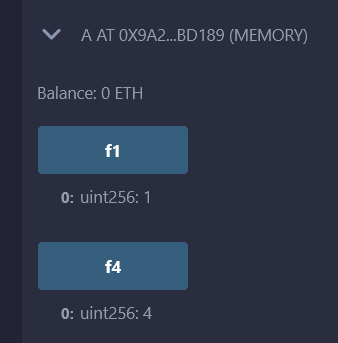 A AT 0X9A2...BD189 (MEMORY)
Balance: 0 ETH
f1
0: uint256: 1
f4
0: uint256: 4